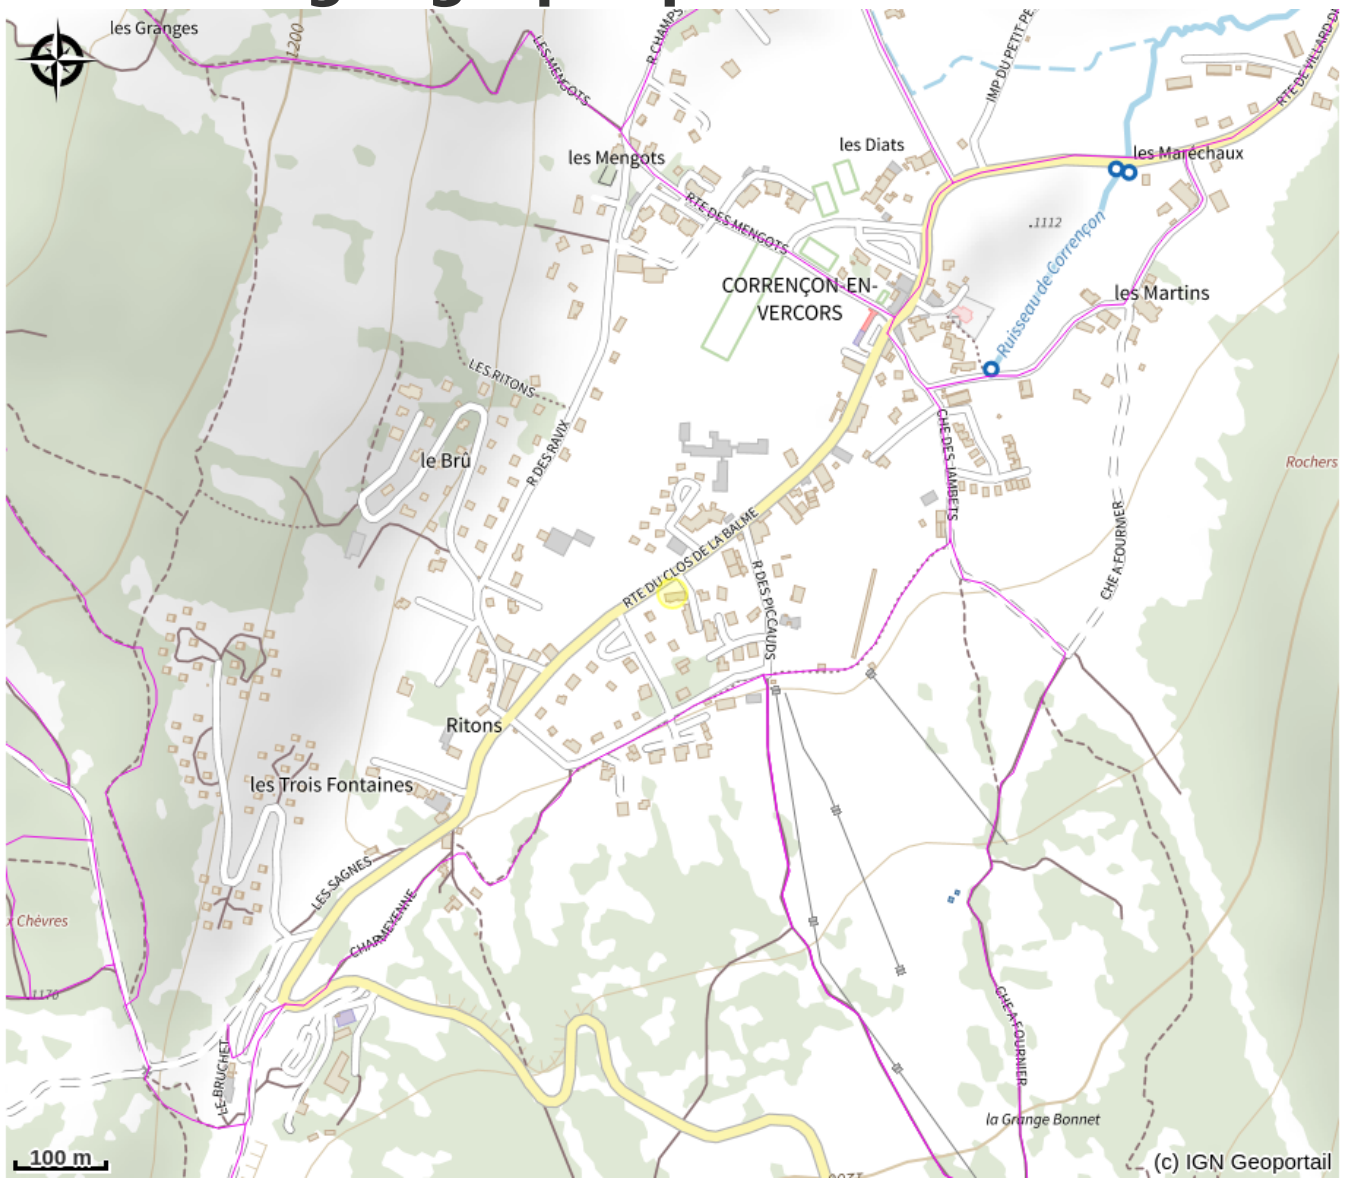 les Granges
1200
LES MENGOTS
R CHAMPS
IMP DU PETIT PE
RTE DE VILLARD D
les Mengots
les Diats
les Maréchaux
RTE DES MENGOTS
.1112
Ruisseau de Corrençon
CORRENÇON-EN-
VERCORS
les Martins
LES RITONS
R DES RAVIX
le Brû
CHE DES JAMBETS
Rochers
CHE A FOURNIER
RTE DU CLOS DE LA BALME
R DES PICCAUDS
Ritons
les Trois Fontaines
LES SAGNES
CHARMEYENNE
Chèvres
1170
LE BRUCHET
CHE A FOURNIER
la Grange Bonnet
100 m
(c) IGN Geoportail
1200